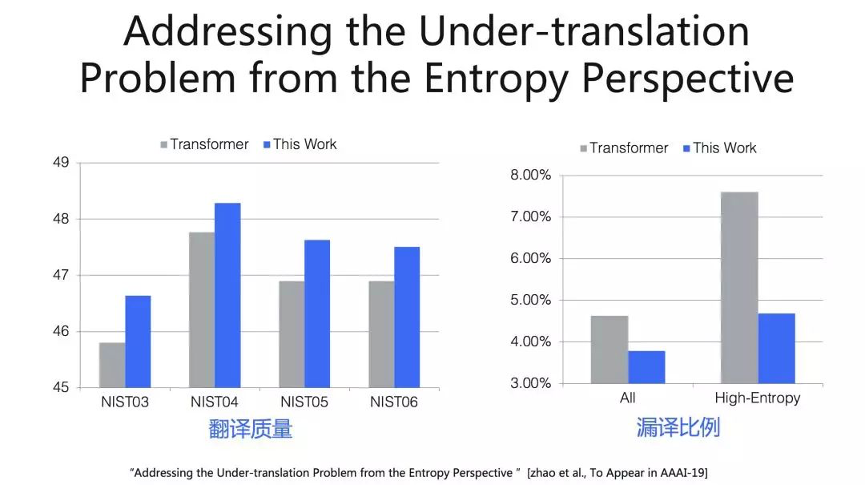 Addressing the Under-translation
Problem from the Entropy Perspective
Transformer This Work
49
48
47
46
45
NIST03 NIST04 NIST05 NIST06
翻译质量
Transformer This Work
8.00%
7.00%
6.00%
5.00%
4.00%
3.00%
All High-Entropy
漏译比例
“Addressing the Under-translation Problem from the Entropy Perspective ” [zhao et al., To Appear in AAAI-19]